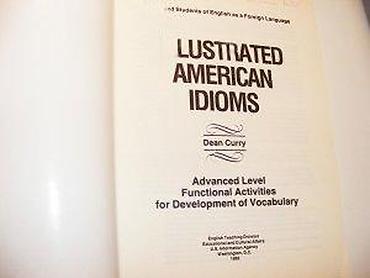 nd Students of English as a Foreign Language
LUSTRATED
AMERICAN
IDIOMS
Dean Curry
Advanced Level
Functional Activities
for Development of Vocabulary
English Teaching Division
Educational and Cultural Affairs
U.S. Information Agency
Washington, D.C.